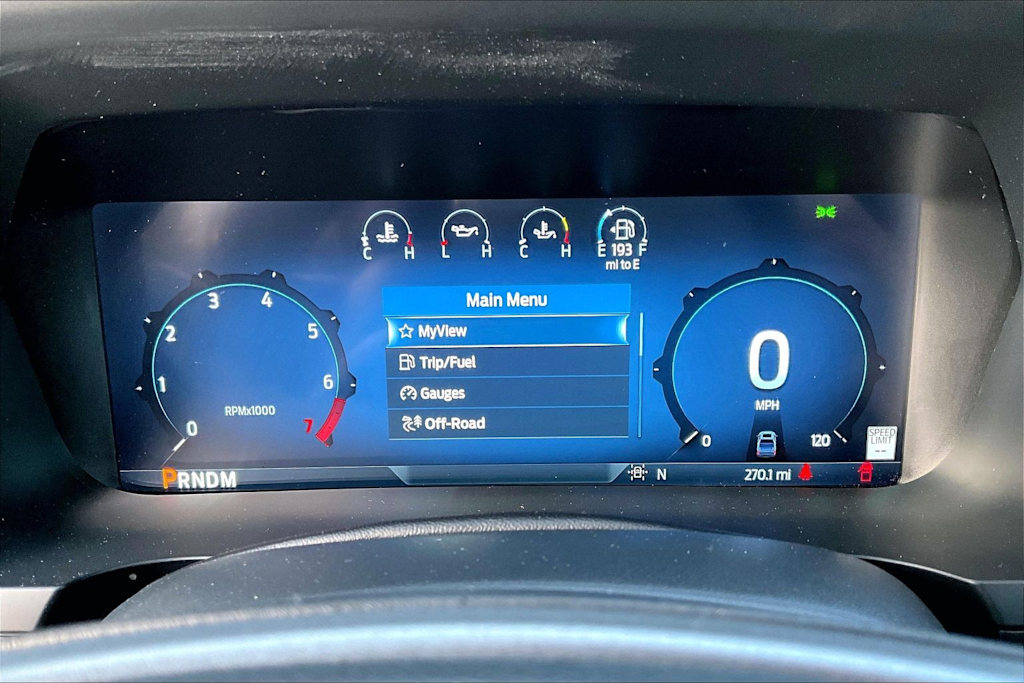 C H
L H
C H
E 193 F
mi to E
Main Menu
MyView
Trip/Fuel
Gauges
Off-Road
0
1
2
3
4
5
6
7
RPMx1000
0
MPH
0
120
SPEED
LIMIT
--
PRNDM
N
270.1 mi